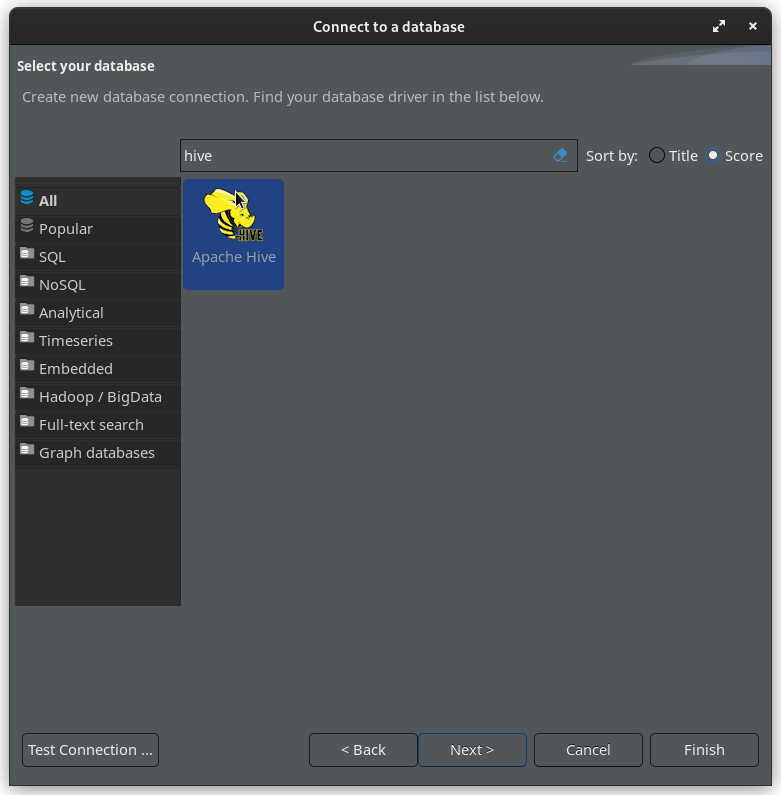 Connect to a database
Select your database
Create new database connection. Find your database driver in the list below.
hive
Sort by: Title Score
All
Popular
SQL
NoSQL
Analytical
Timeseries
Embedded
Hadoop / BigData
Full-text search
Graph databases
HIVE
Apache Hive
Test Connection ...
< Back
Next >
Cancel
Finish